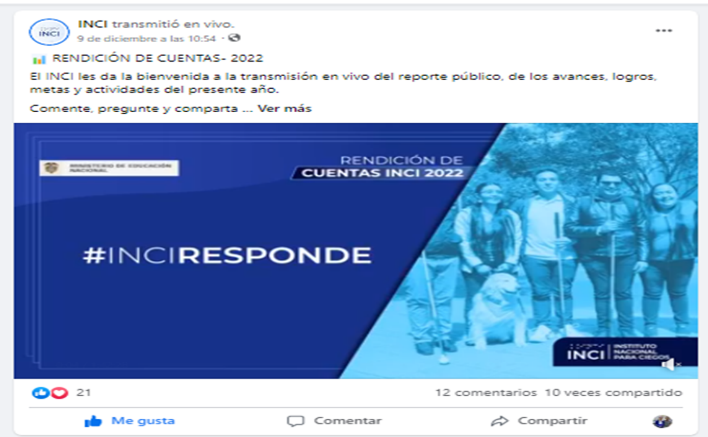 INCI transmitió en vivo.
INCI
9 de diciembre a las 10:54 ·
RENDICIÓN DE CUENTAS- 2022
El INCI les da la bienvenida a la transmisión en vivo del reporte público, de los avances, logros,
metas y actividades del presente año.
Comente, pregunte y comparta ... Ver más
MINISTERIO DE EDUCACIÓN
NACIONAL
RENDICIÓN DE
CUENTAS INCI 2022
#INCIRESPONDE
INCI
INSTITUTO
NACIONAL
PARA CIEGOS
21
12 comentarios 10 veces compartido
Me gusta
Comentar
Compartir